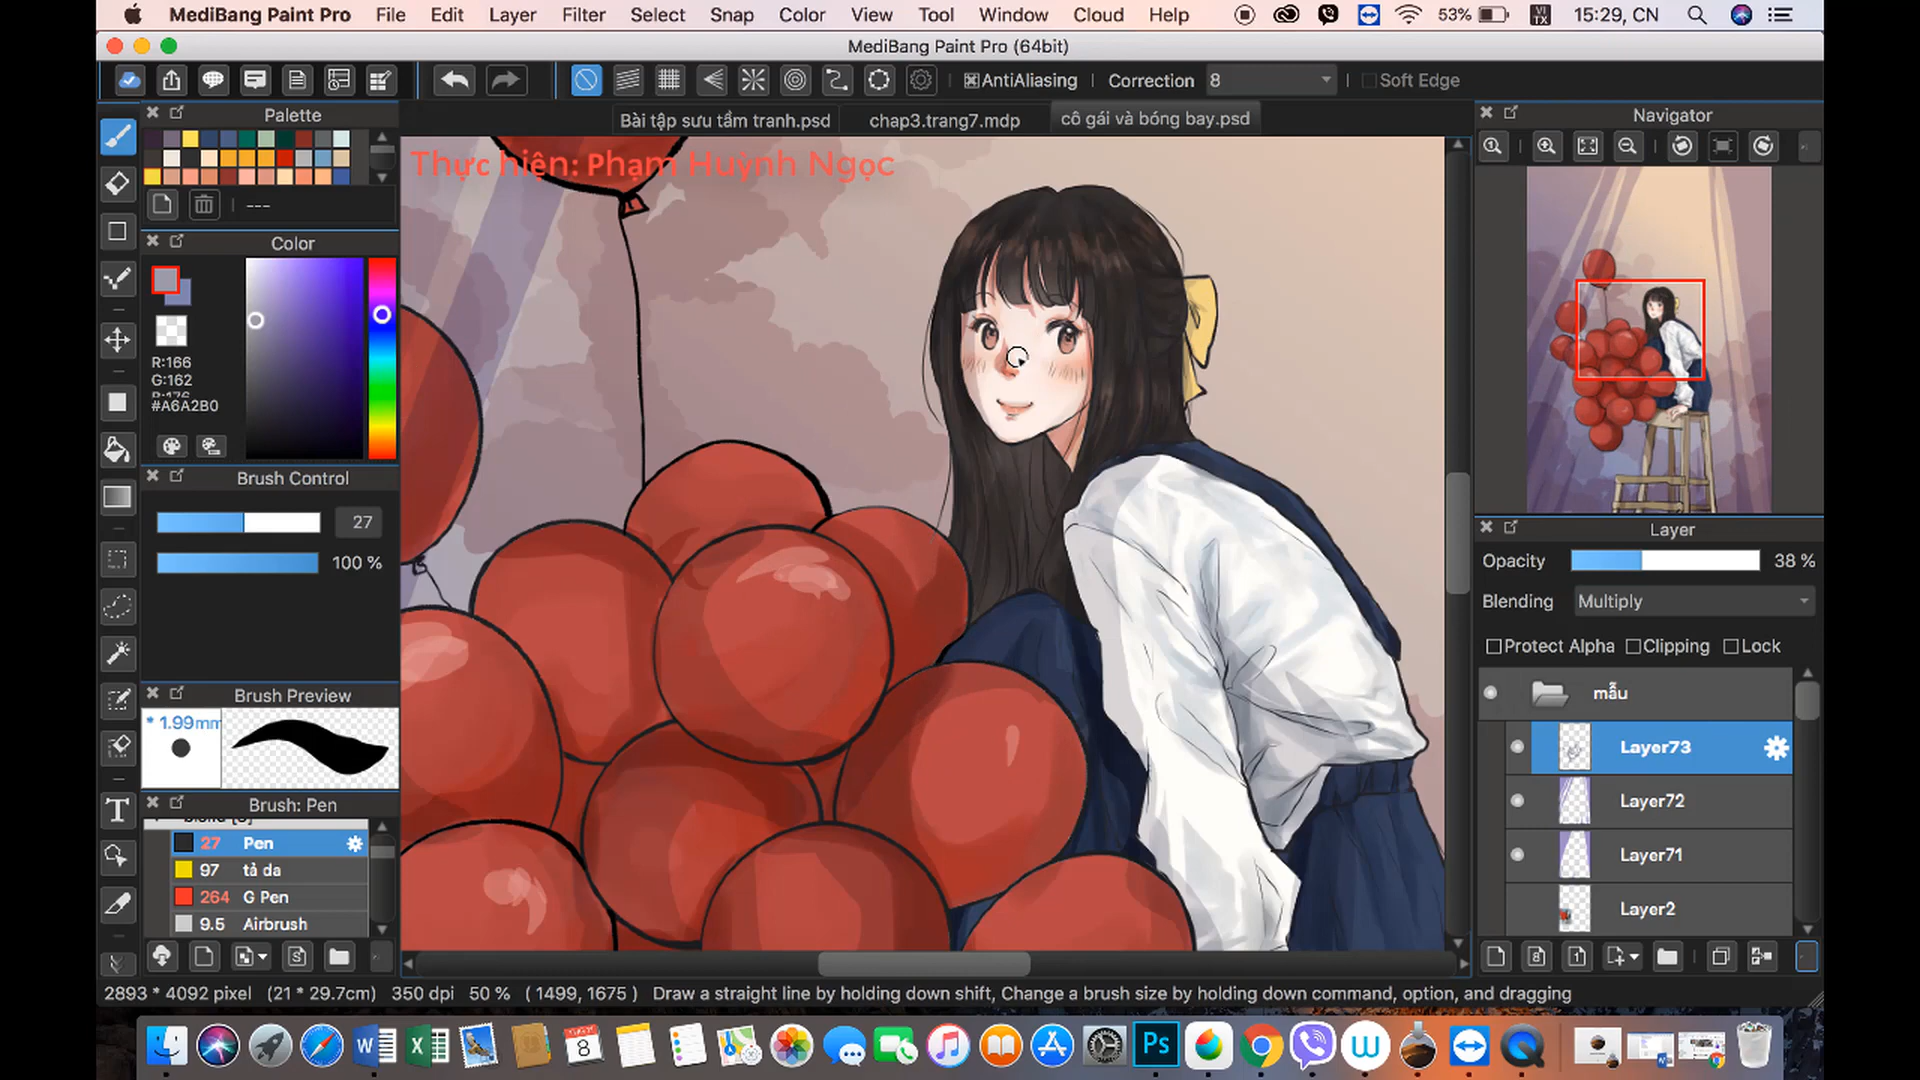 MediBang Paint Pro File Edit Layer Filter Select Snap Color View Tool Window Cloud Help 53% VI TX 15:29, CN
MediBang Paint Pro (64bit)
AntiAliasing Correction 8 Soft Edge
Bài tập sưu tầm tranh.psd chap3.trang7.mdp cô gái và bóng bay.psd
Thực hiện: Phạm Huỳnh Ngọc
Palette
---
Color
R:166
G:162
B:176
#A6A2B0
Brush Control
27
100 %
Brush Preview
* 1.99mm
Brush: Pen
27 Pen
97 tả da
264 G Pen
9.5 Airbrush
Navigator
Layer
Opacity 38 %
Blending Multiply
Protect Alpha Clipping Lock
mẫu
Layer73
Layer72
Layer71
Layer2
2893 * 4092 pixel (21 * 29.7cm) 350 dpi 50 % ( 1499, 1675 ) Draw a straight line by holding down shift, Change a brush size by holding down command, option, and dragging
8
Ps